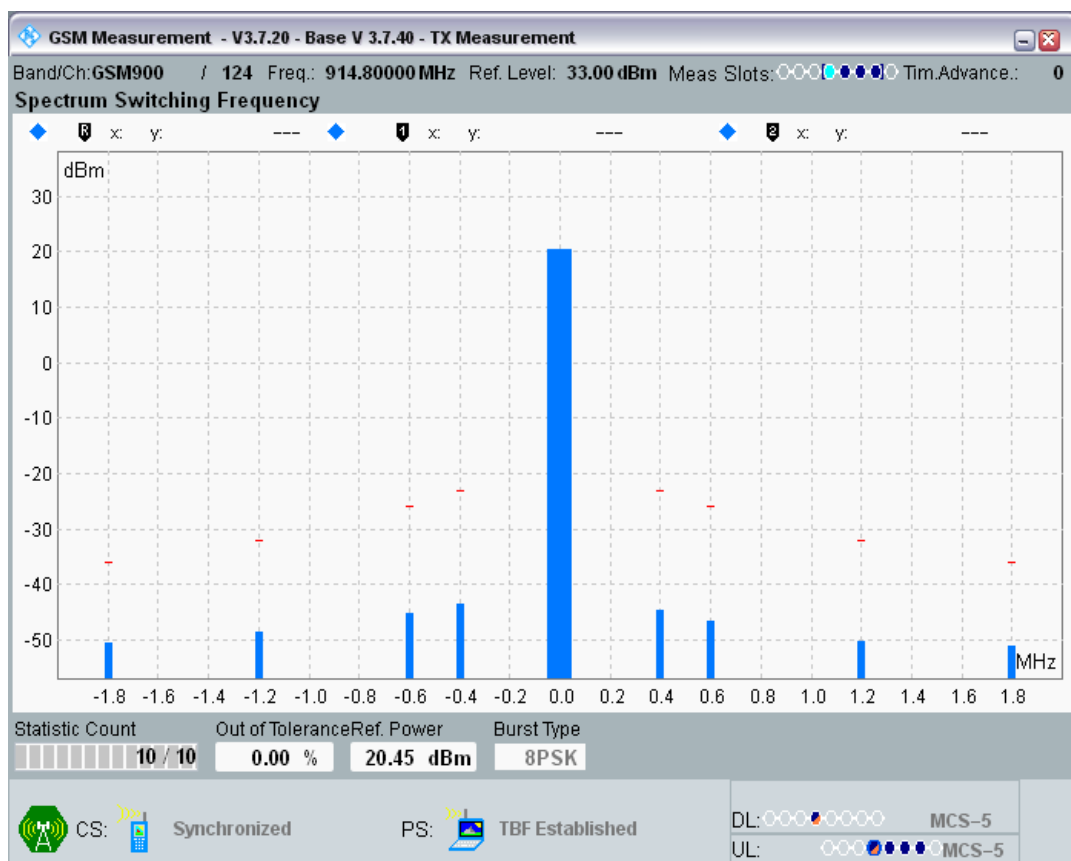 GSM Measurement - V3.7.20 - Base V 3.7.40 - TX Measurement
Band/Ch:GSM900 / 124 Freq.: 914.80000 MHz Ref. Level: 33.00 dBm Meas Slots: Tim.Advance.: 0
Spectrum Switching Frequency
R x: y: --- 1 x: y: --- 2 x: y: ---
dBm
30
20
10
0
-10
-20
-30
-40
-50
MHz
-1.8 -1.6 -1.4 -1.2 -1.0 -0.8 -0.6 -0.4 -0.2 0.0 0.2 0.4 0.6 0.8 1.0 1.2 1.4 1.6 1.8
Statistic Count Out of Tolerance Ref. Power Burst Type
10 / 10 0.00 % 20.45 dBm 8PSK
CS: Synchronized PS: TBF Established DL: MCS-5
UL: MCS-5